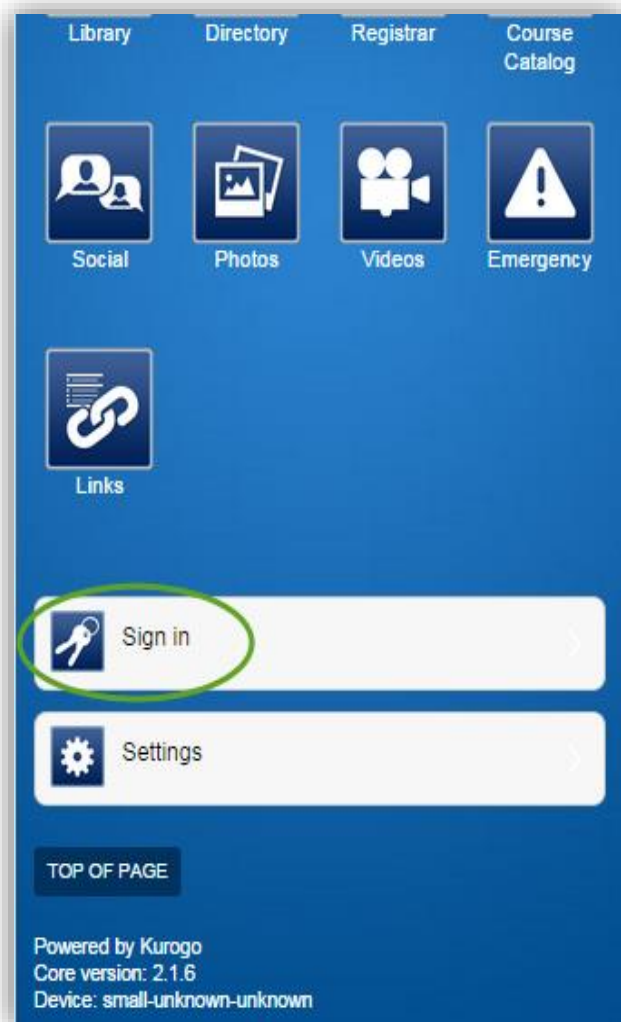 Library Directory Registrar Course
Catalog
Social Photos Videos Emergency
Links
Sign in
Settings
TOP OF PAGE
Powered by Kurogo
Core version: 2.1.6
Device: small-unknown-unknown